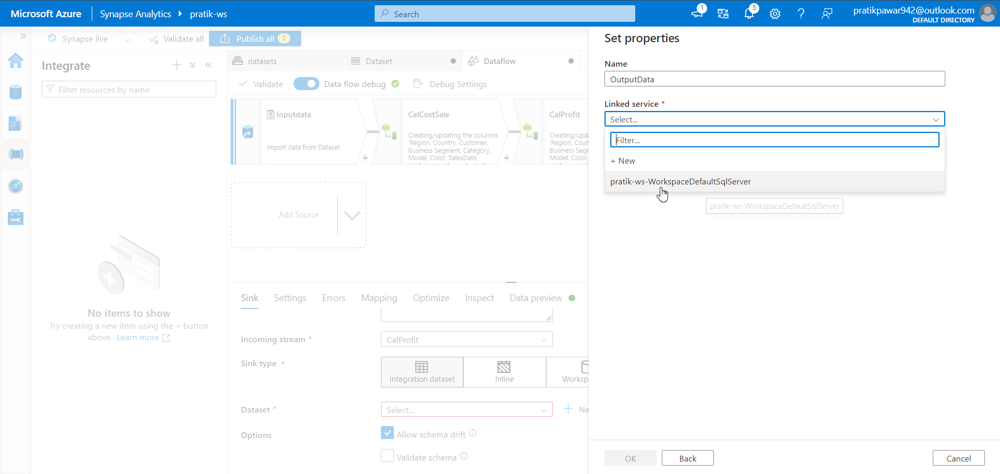 Microsoft Azure
Synapse Analytics
pratik-ws
Search
1
5
pratikpawar942@outlook.com
DEFAULT DIRECTORY
Synapse live
Validate all
Publish all 2
Integrate
Filter resources by name
No items to show
Try creating a new item using the + button
above. Learn more
datasets
Dataset
Dataflow
Validate
Data flow debug
Debug Settings
Inputdata
Import data from Dataset
+
CalCostSale
Creating/updating the columns
'Region, Country, Customer,
Business Segment, Category,
Model, Color, SalesDate,
+
CalProfit
Creating/upd
'Region, Coun
Business Segr
Model, Color,
Add Source
Sink
Settings
Errors
Mapping
Optimize
Inspect
Data preview
Incoming stream *
CalProfit
Sink type *
Integration dataset
Inline
Worksp
Dataset *
Select...
+ Ne
Options
Allow schema drift
Validate schema
Set properties
Name
OutputData
Linked service *
Select...
Filter...
+ New
pratik-ws-WorkspaceDefaultSqlServer
pratik-ws-WorkspaceDefaultSqlServer
OK
Back
Cancel